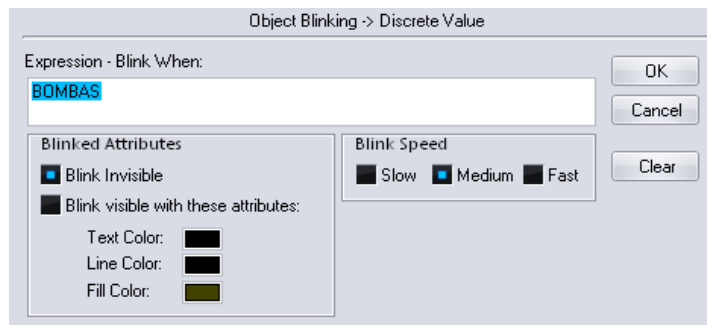 Object Blinking -> Discrete Value
Expression - Blink When:
BOMBAS
OK
Cancel
Clear
Blinked Attributes
Blink Invisible
Blink visible with these attributes:
Text Color:
Line Color:
Fill Color:
Blink Speed
Slow Medium Fast